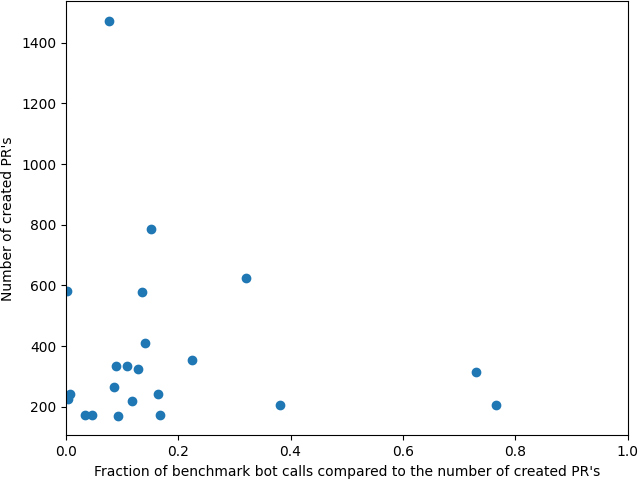 1400
1200
1000
800
600
400
200
Number of created PR's
0.0 0.2 0.4 0.6 0.8 1.0
Fraction of benchmark bot calls compared to the number of created PR's